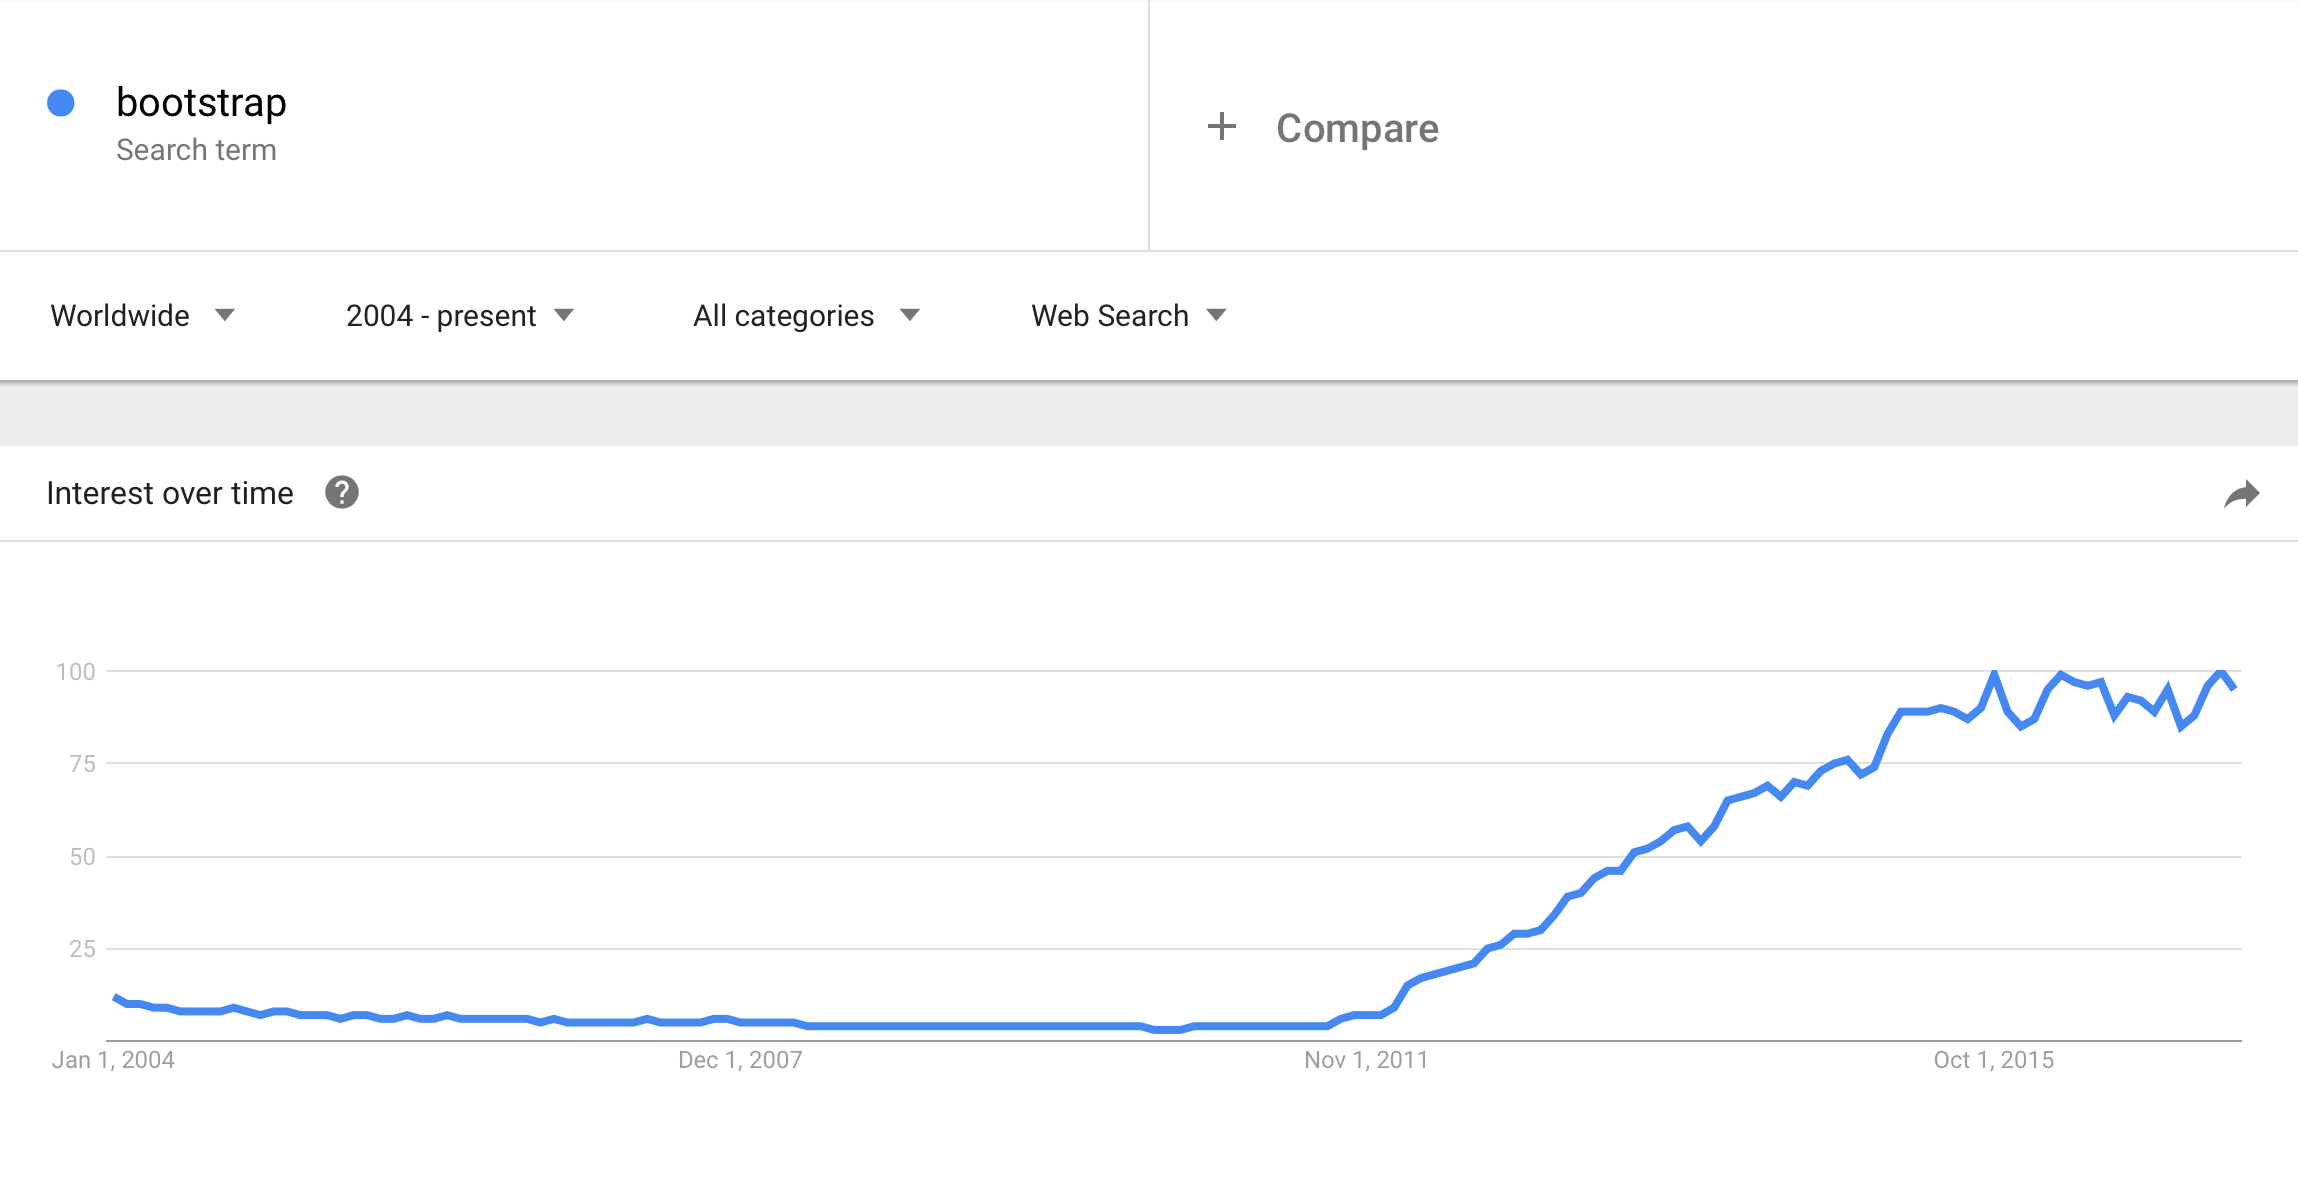 bootstrap
Search term
+ Compare
Worldwide 2004 - present All categories Web Search
Interest over time ?
100
75
50
25
Jan 1, 2004 Dec 1, 2007 Nov 1, 2011 Oct 1, 2015